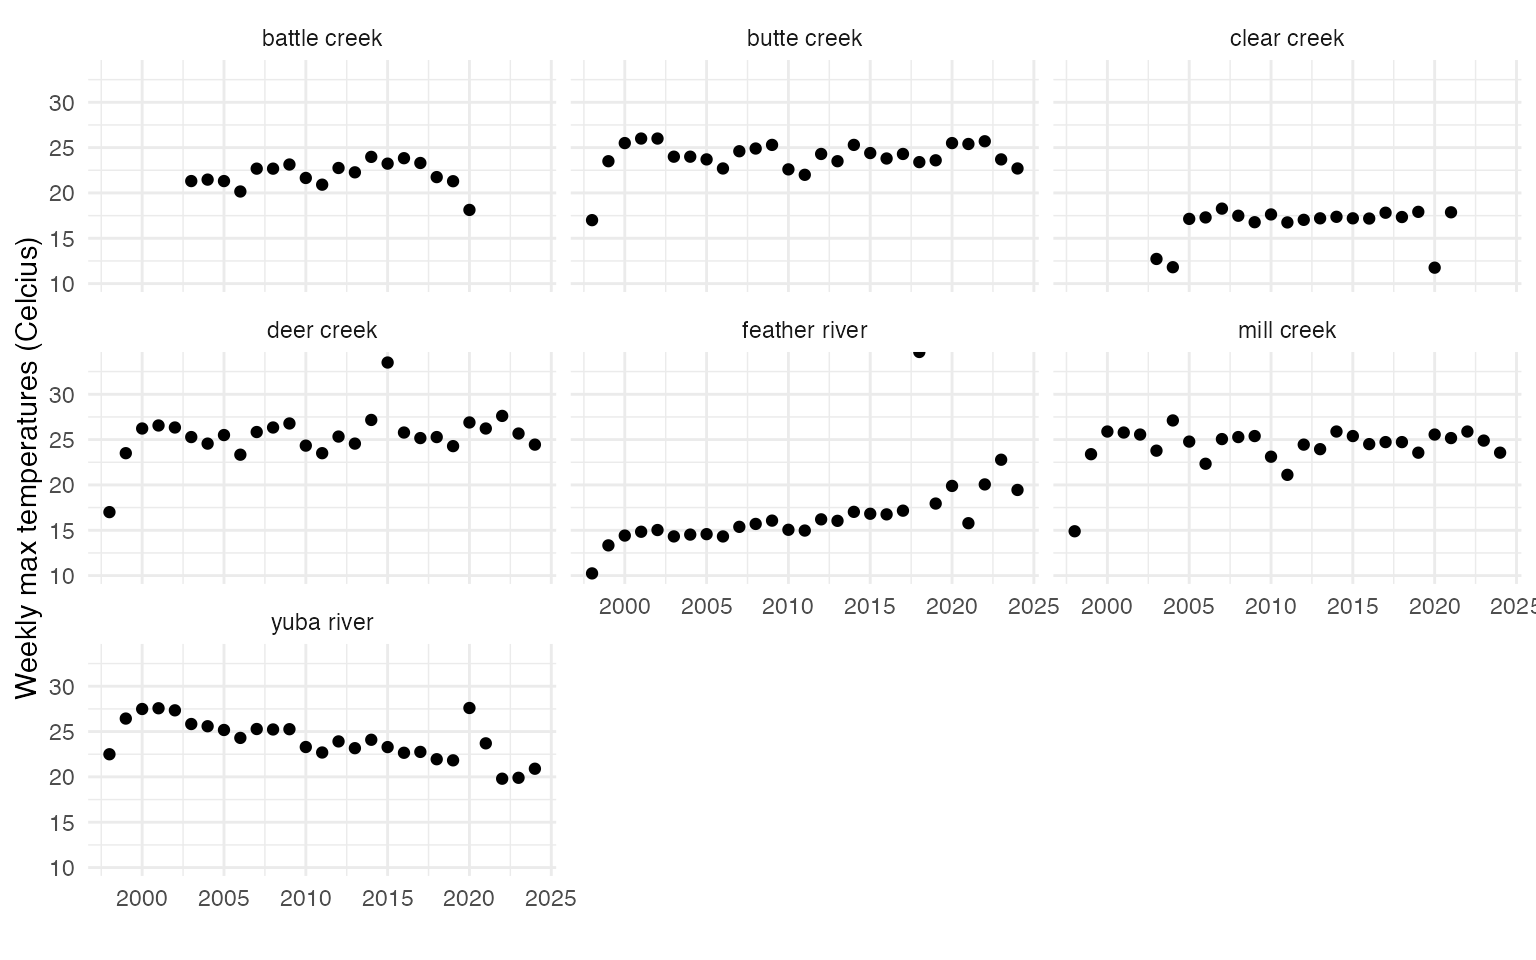 battle creek
butte creek
clear creek
30
25
20
15
10
deer creek
feather river
mill creek
30
25
20
15
10
2000 2005 2010 2015 2020 2025
2000 2005 2010 2015 2020 2025
yuba river
30
25
20
15
10
2000 2005 2010 2015 2020 2025
Weekly max temperatures (Celcius)